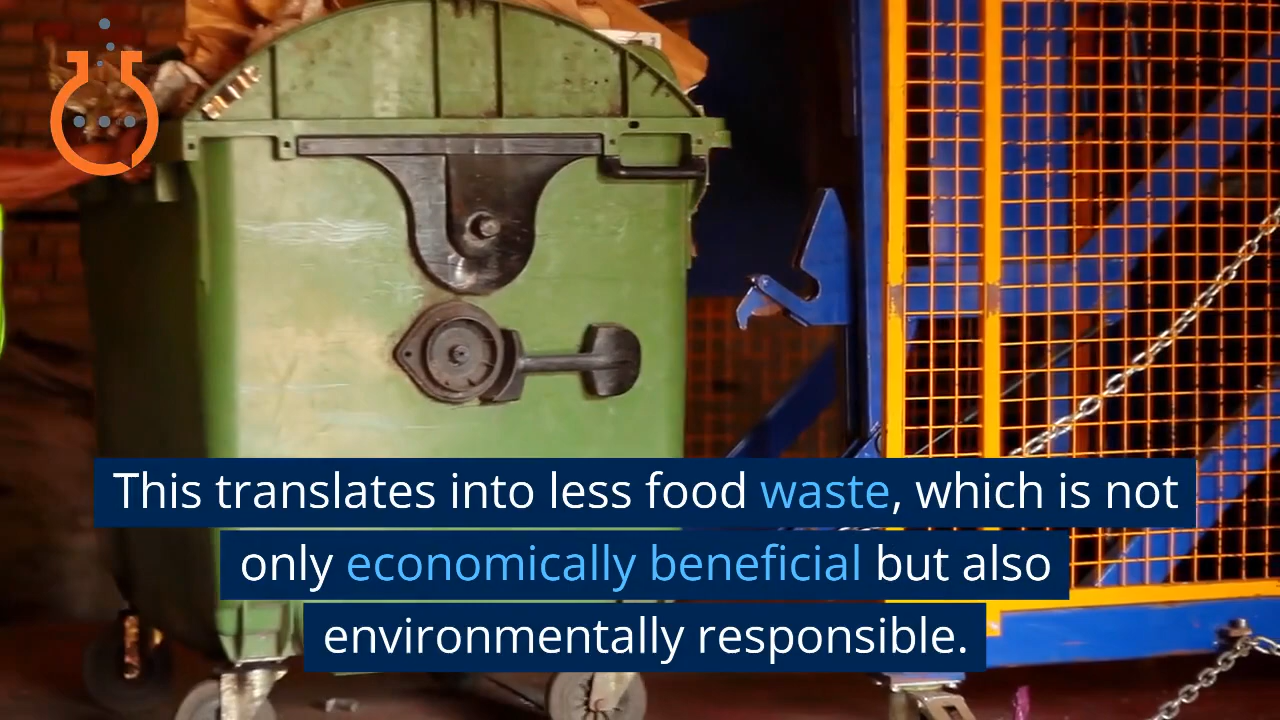 This translates into less food waste, which is not
only economically beneficial but also
environmentally responsible.